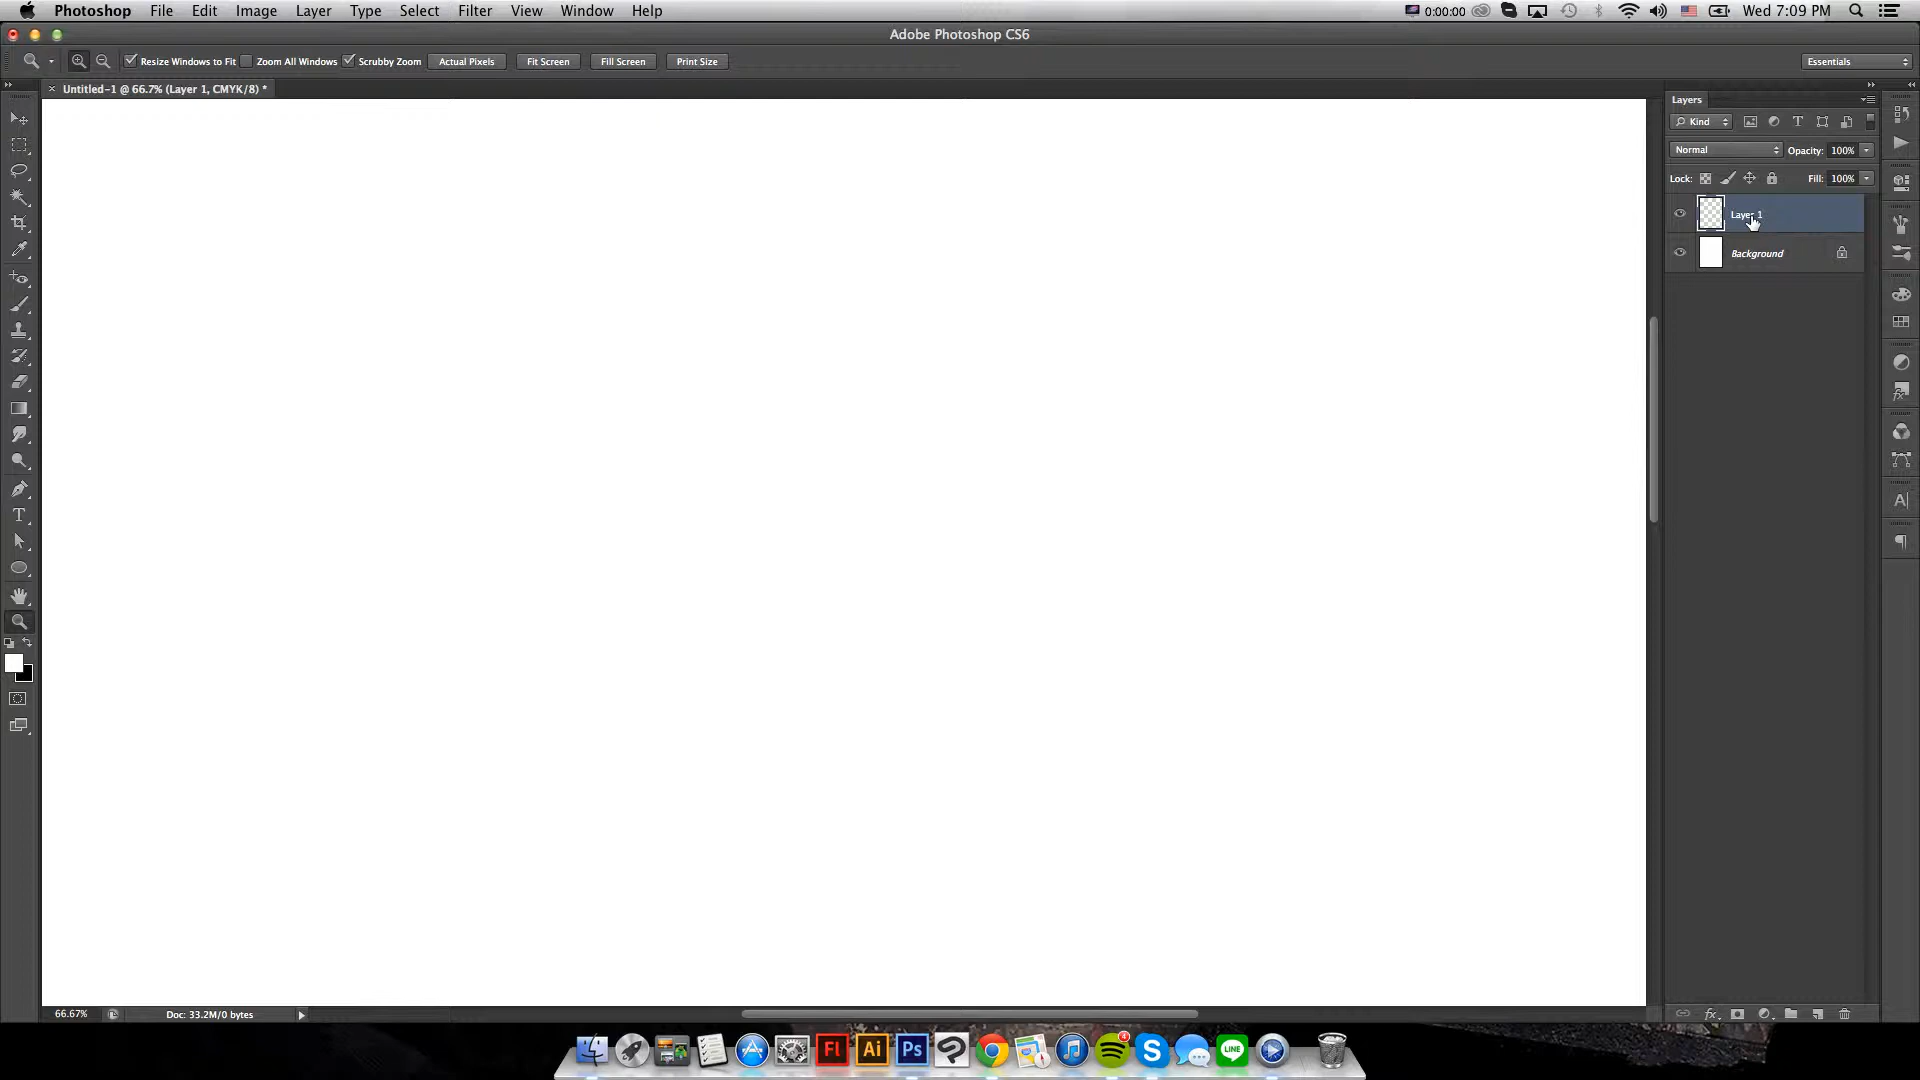 Photoshop File Edit Image Layer Type Select Filter View Window Help 0:00:00 Wed 7:09 PM
Adobe Photoshop CS6
Resize Windows to Fit Zoom All Windows Scrubby Zoom Actual Pixels Fit Screen Fill Screen Print Size Essentials
Untitled-1 @ 66.7% (Layer 1, CMYK/8) *
Layers
Kind
Normal Opacity: 100%
Lock: Fill: 100%
Layer 1
Background
66.67% Doc: 33.2M/0 bytes
Fl Ai Ps 4 LINE